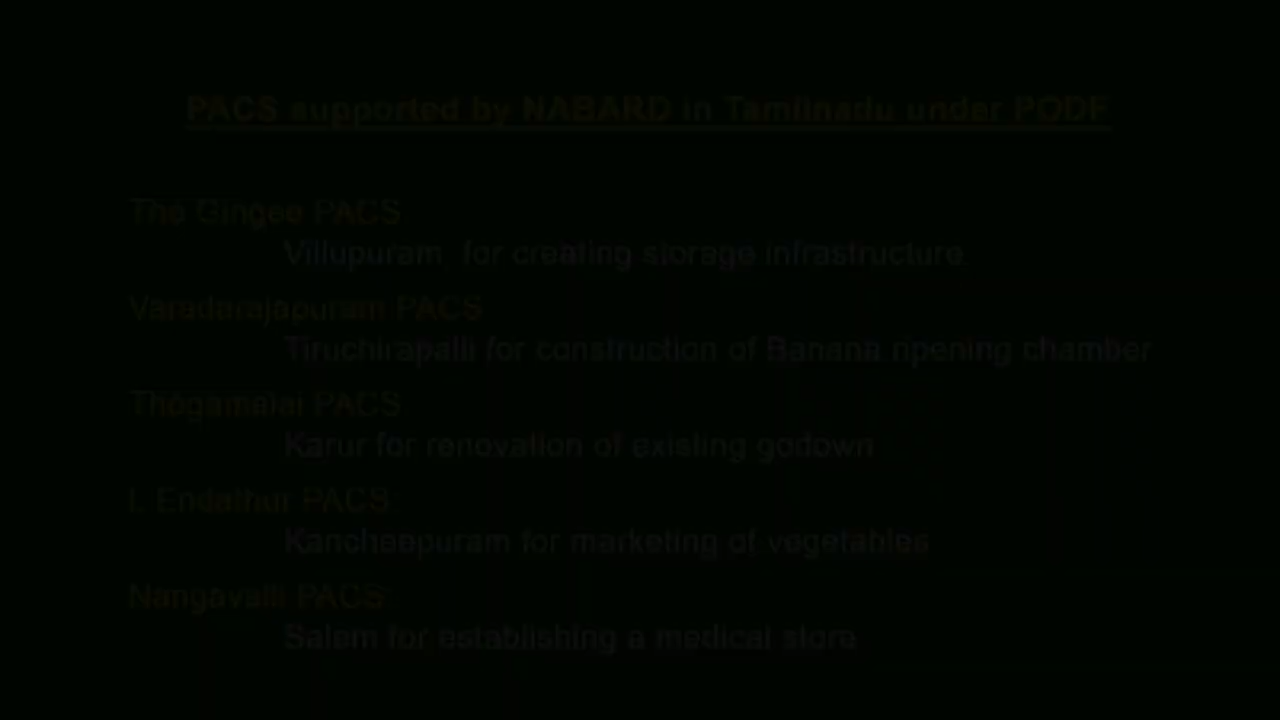 PACS supported by NABARD in Tamilnadu under PODF
The Gingee PACS
Villupuram for creating storage infrastructure
Varadarajapuram PACS
Tiruchirapalli for construction of Banana ripening chamber
Thogamalai PACS
Karur for renovation of existing godown
L. Endathur PACS
Kancheepuram for marketing of vegetables
Nangavalli PACS
Salem for establishing a medical store